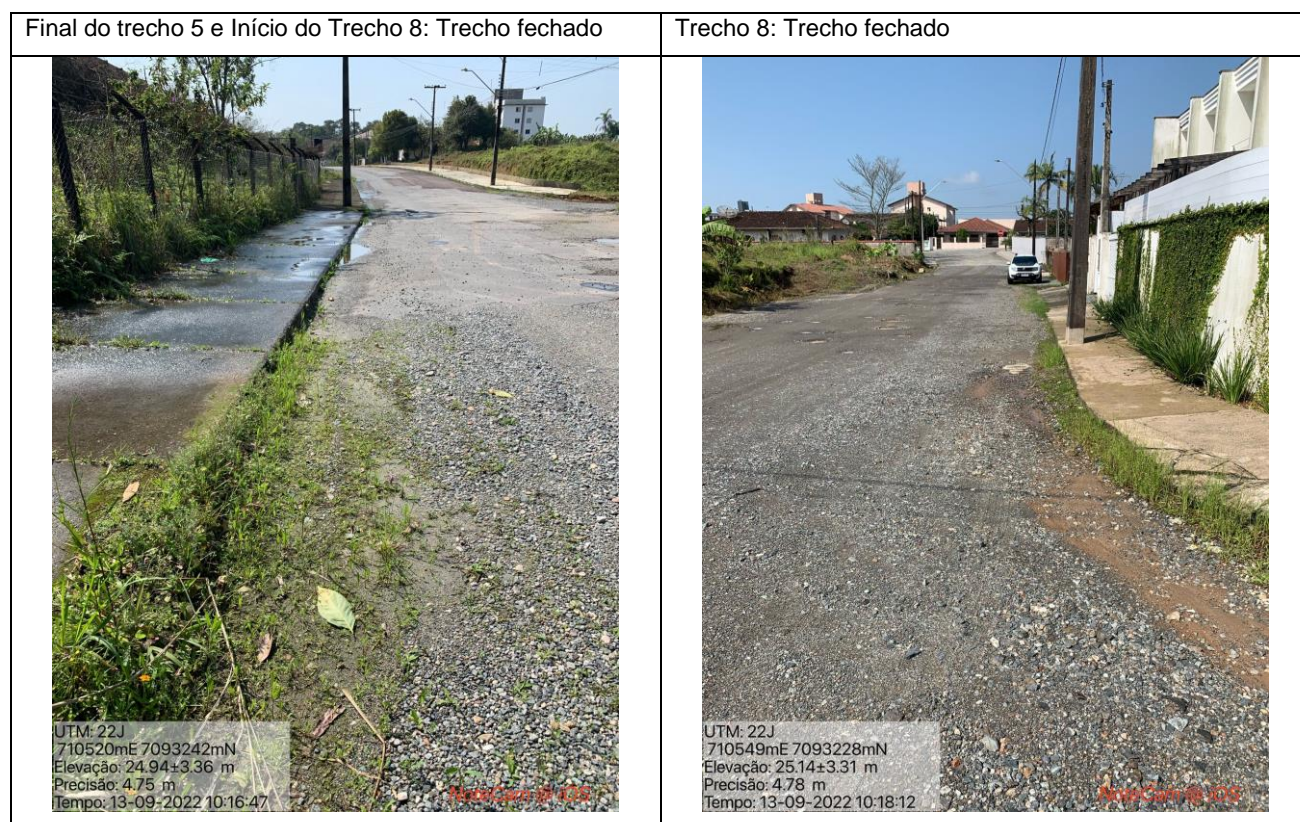 Final do trecho 5 e Início do Trecho 8: Trecho fechado
Trecho 8: Trecho fechado
UTM: 22J
710520mE 7093242mN
Elevação: 24.94±3.36 m
Precisão: 4.75 m
Tempo: 13-09-2022 10:16:47
NoteCam @ iOS
UTM: 22J
710549mE 7093228mN
Elevação: 25.14±3.31 m
Precisão: 4.78 m
Tempo: 13-09-2022 10:18:12
NoteCam @ iOS